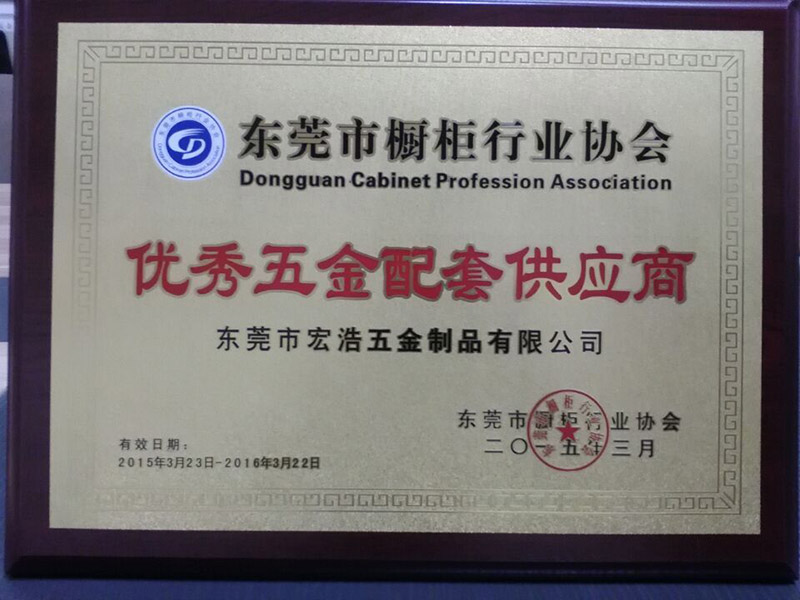 东莞市橱柜行业协会
Dongguan Cabinet Profession Association
优秀五金配套供应商
东莞市宏浩五金制品有限公司
东莞市橱柜行业协会
有效日期：
二〇一五年三月
2015年3月23日-2016年3月22日